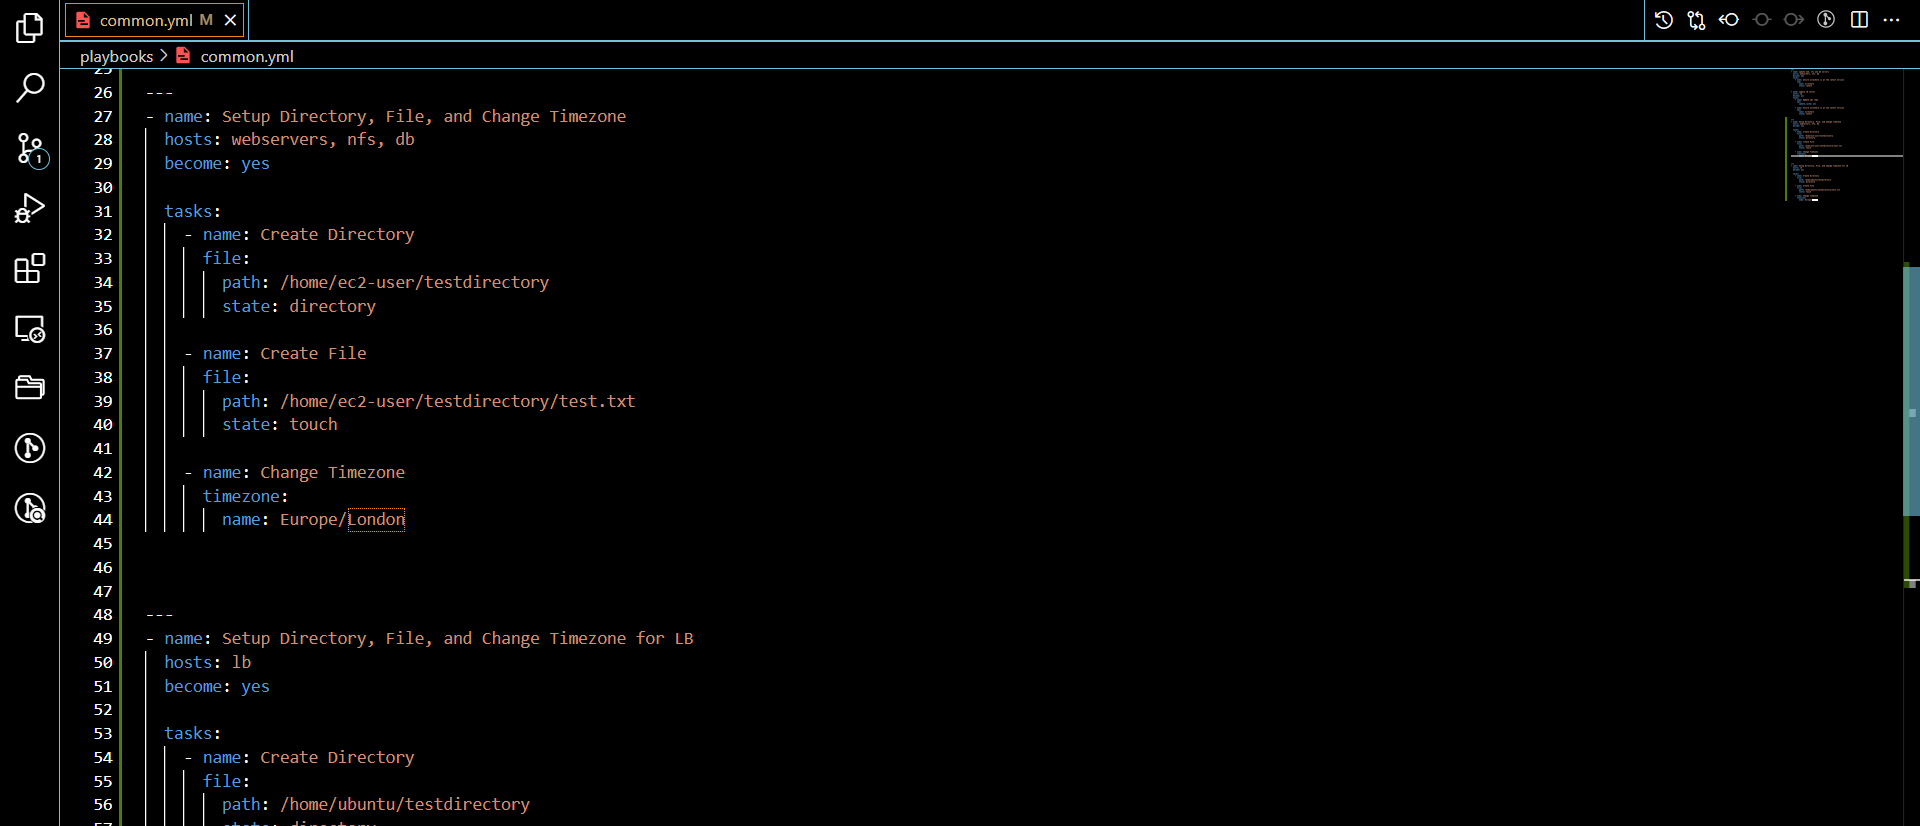 common.yml M
playbooks > common.yml
25
26 ---
27 - name: Setup Directory, File, and Change Timezone
28 hosts: webservers, nfs, db
29 become: yes
30
31 tasks:
32 - name: Create Directory
33 file:
34 path: /home/ec2-user/testdirectory
35 state: directory
36
37 - name: Create File
38 file:
39 path: /home/ec2-user/testdirectory/test.txt
40 state: touch
41
42 - name: Change Timezone
43 timezone:
44 name: Europe/London
45
46
47
48 ---
49 - name: Setup Directory, File, and Change Timezone for LB
50 hosts: lb
51 become: yes
52
53 tasks:
54 - name: Create Directory
55 file:
56 path: /home/ubuntu/testdirectory
57 state: directory
1